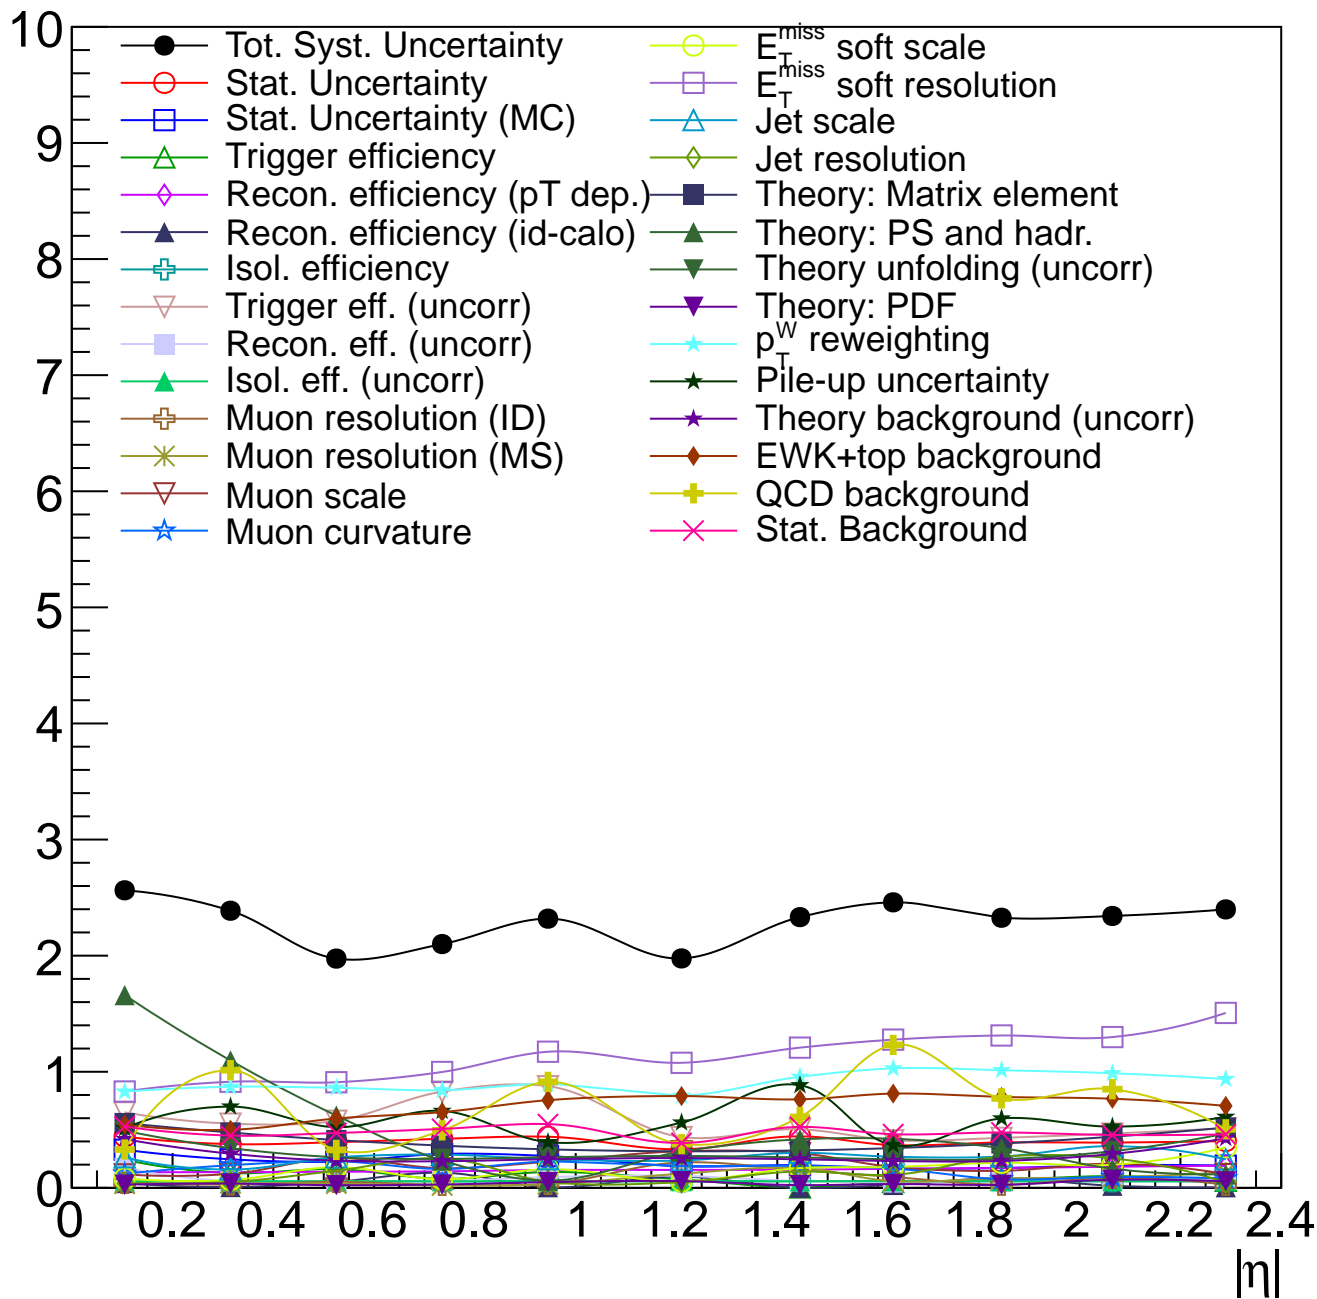 10
9
8
7
6
5
4
3
2
1
0
Tot. Syst. Uncertainty
Stat. Uncertainty
Stat. Uncertainty (MC)
Trigger efficiency
Recon. efficiency (pT dep.)
Recon. efficiency (id-calo)
Isol. efficiency
Trigger eff. (uncorr)
Recon. eff. (uncorr)
Isol. eff. (uncorr)
Muon resolution (ID)
Muon resolution (MS)
Muon scale
Muon curvature
E_T^miss soft scale
E_T^miss soft resolution
Jet scale
Jet resolution
Theory: Matrix element
Theory: PS and hadr.
Theory unfolding (uncorr)
Theory: PDF
p_T^W reweighting
Pile-up uncertainty
Theory background (uncorr)
EWK+top background
QCD background
Stat. Background
0 0.2 0.4 0.6 0.8 1 1.2 1.4 1.6 1.8 2 2.2 2.4
|η|